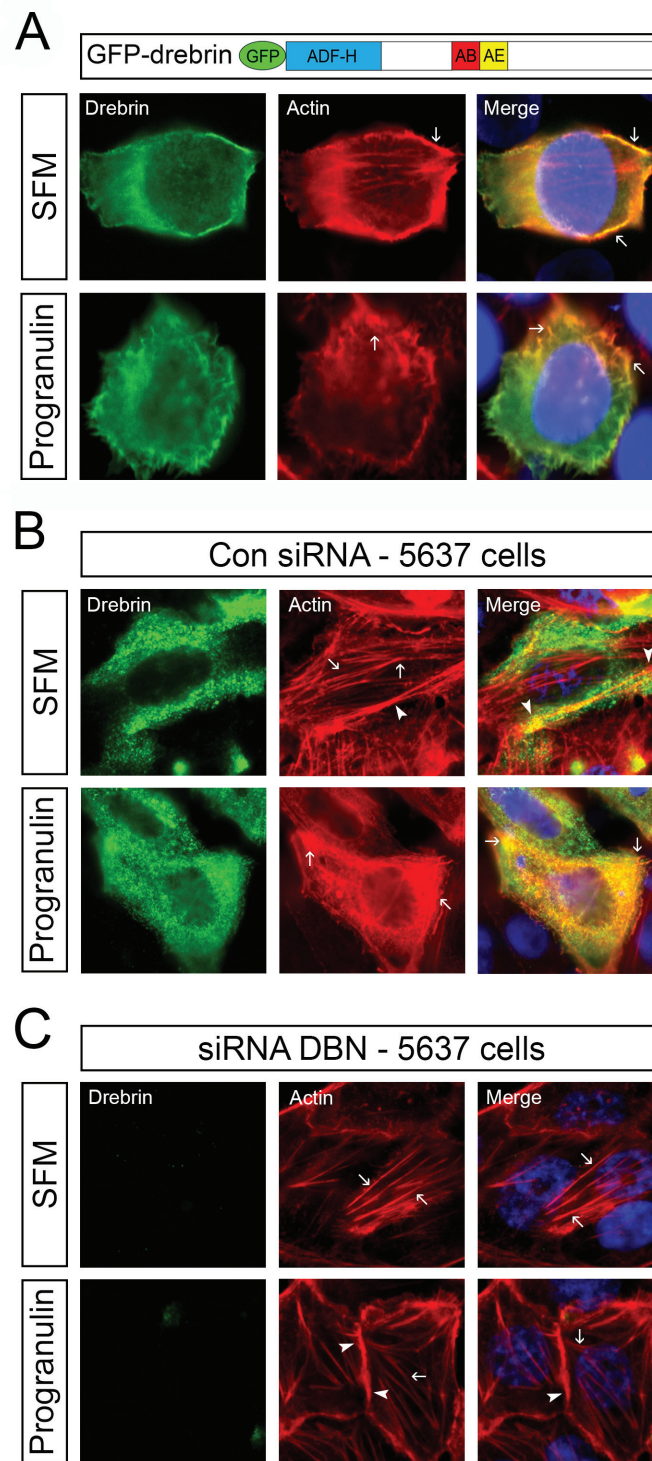 A
GFP-drebrin GFP ADF-H AB AE
SFM
Drebrin Actin Merge
Progranulin
B
Con siRNA - 5637 cells
SFM
Drebrin Actin Merge
Progranulin
C
siRNA DBN - 5637 cells
SFM
Drebrin Actin Merge
Progranulin